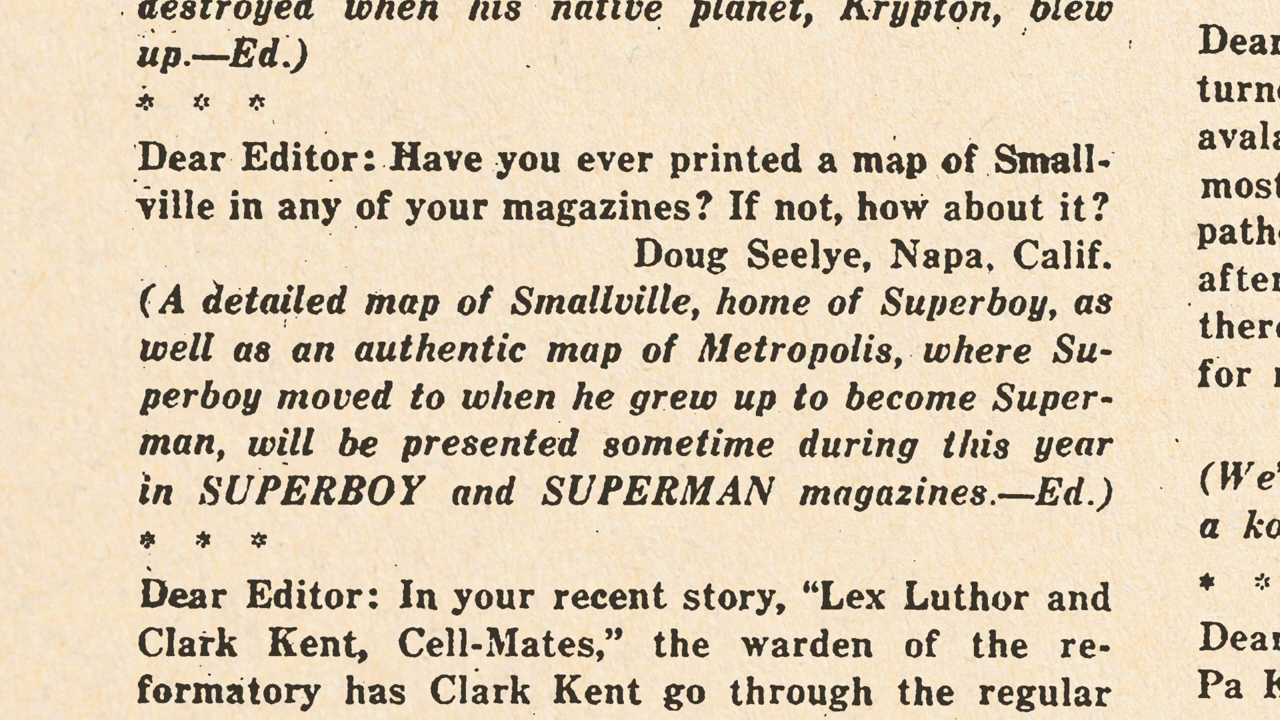 destroyed when his native planet, Krypton, blew
up.—Ed.)
* * *
Dear Editor: Have you ever printed a map of Small-
ville in any of your magazines? If not, how about it?
Doug Seelye, Napa, Calif.
(A detailed map of Smallville, home of Superboy, as
well as an authentic map of Metropolis, where Su-
perboy moved to when he grew up to become Super-
man, will be presented sometime during this year
in SUPERBOY and SUPERMAN magazines.—Ed.)
* * *
Dear Editor: In your recent story, “Lex Luthor and
Clark Kent, Cell-Mates,” the warden of the re-
formatory has Clark Kent go through the regular
Dear
turn
avala
most
path
after
there
for
(We'
a
* *
Dear
Pa K